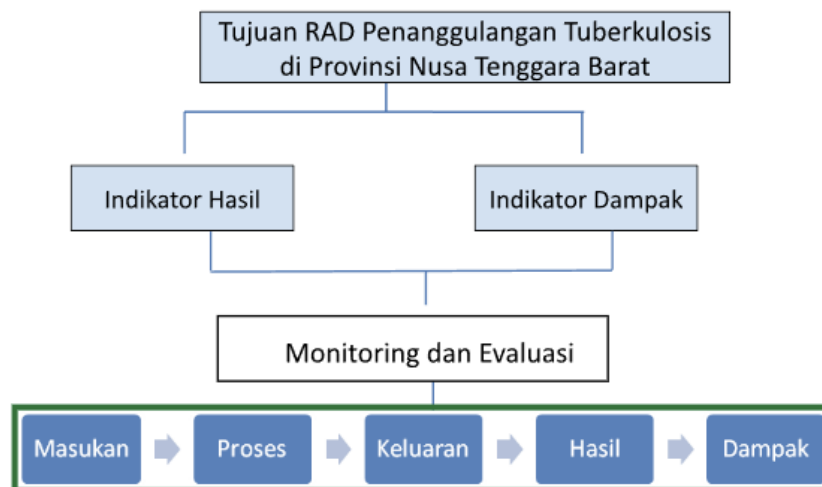 Tujuan RAD Penanggulangan Tuberkulosis
di Provinsi Nusa Tenggara Barat
Indikator Hasil
Indikator Dampak
Monitoring dan Evaluasi
Masukan
Proses
Keluaran
Hasil
Dampak